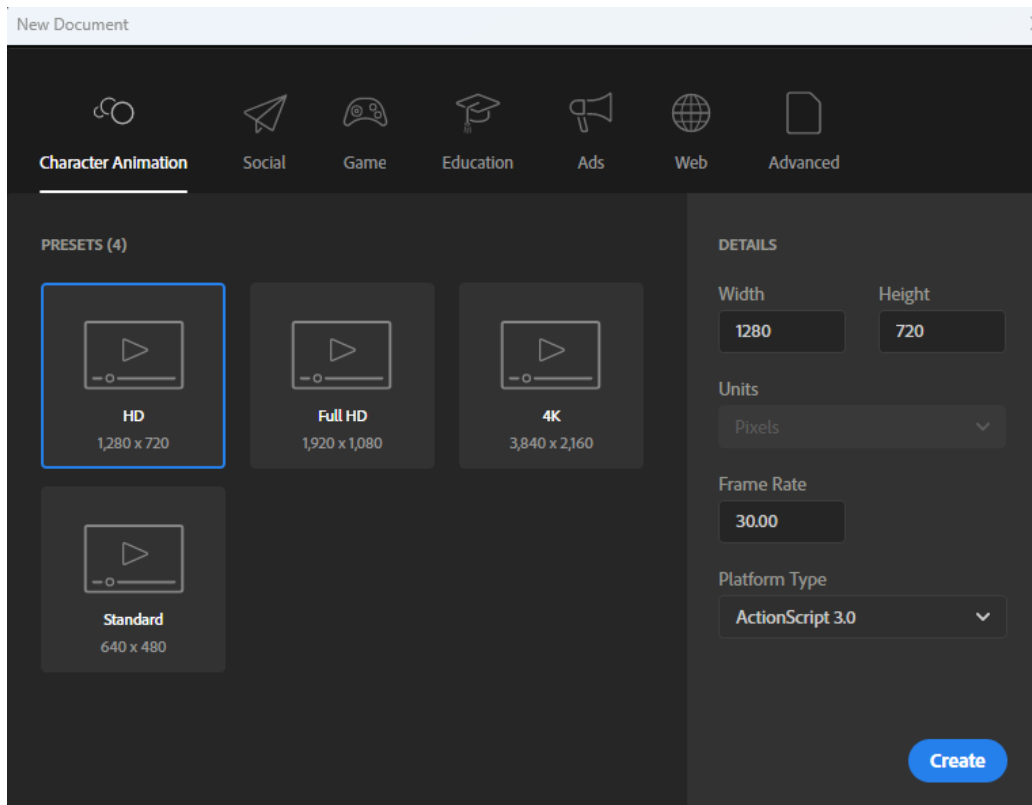 New Document
Character Animation
Social
Game
Education
Ads
Web
Advanced
PRESETS (4)
HD
1,280 x 720
Full HD
1,920 x 1,080
4K
3,840 x 2,160
Standard
640 x 480
DETAILS
Width
Height
1280
720
Units
Pixels
Frame Rate
30.00
Platform Type
ActionScript 3.0
Create